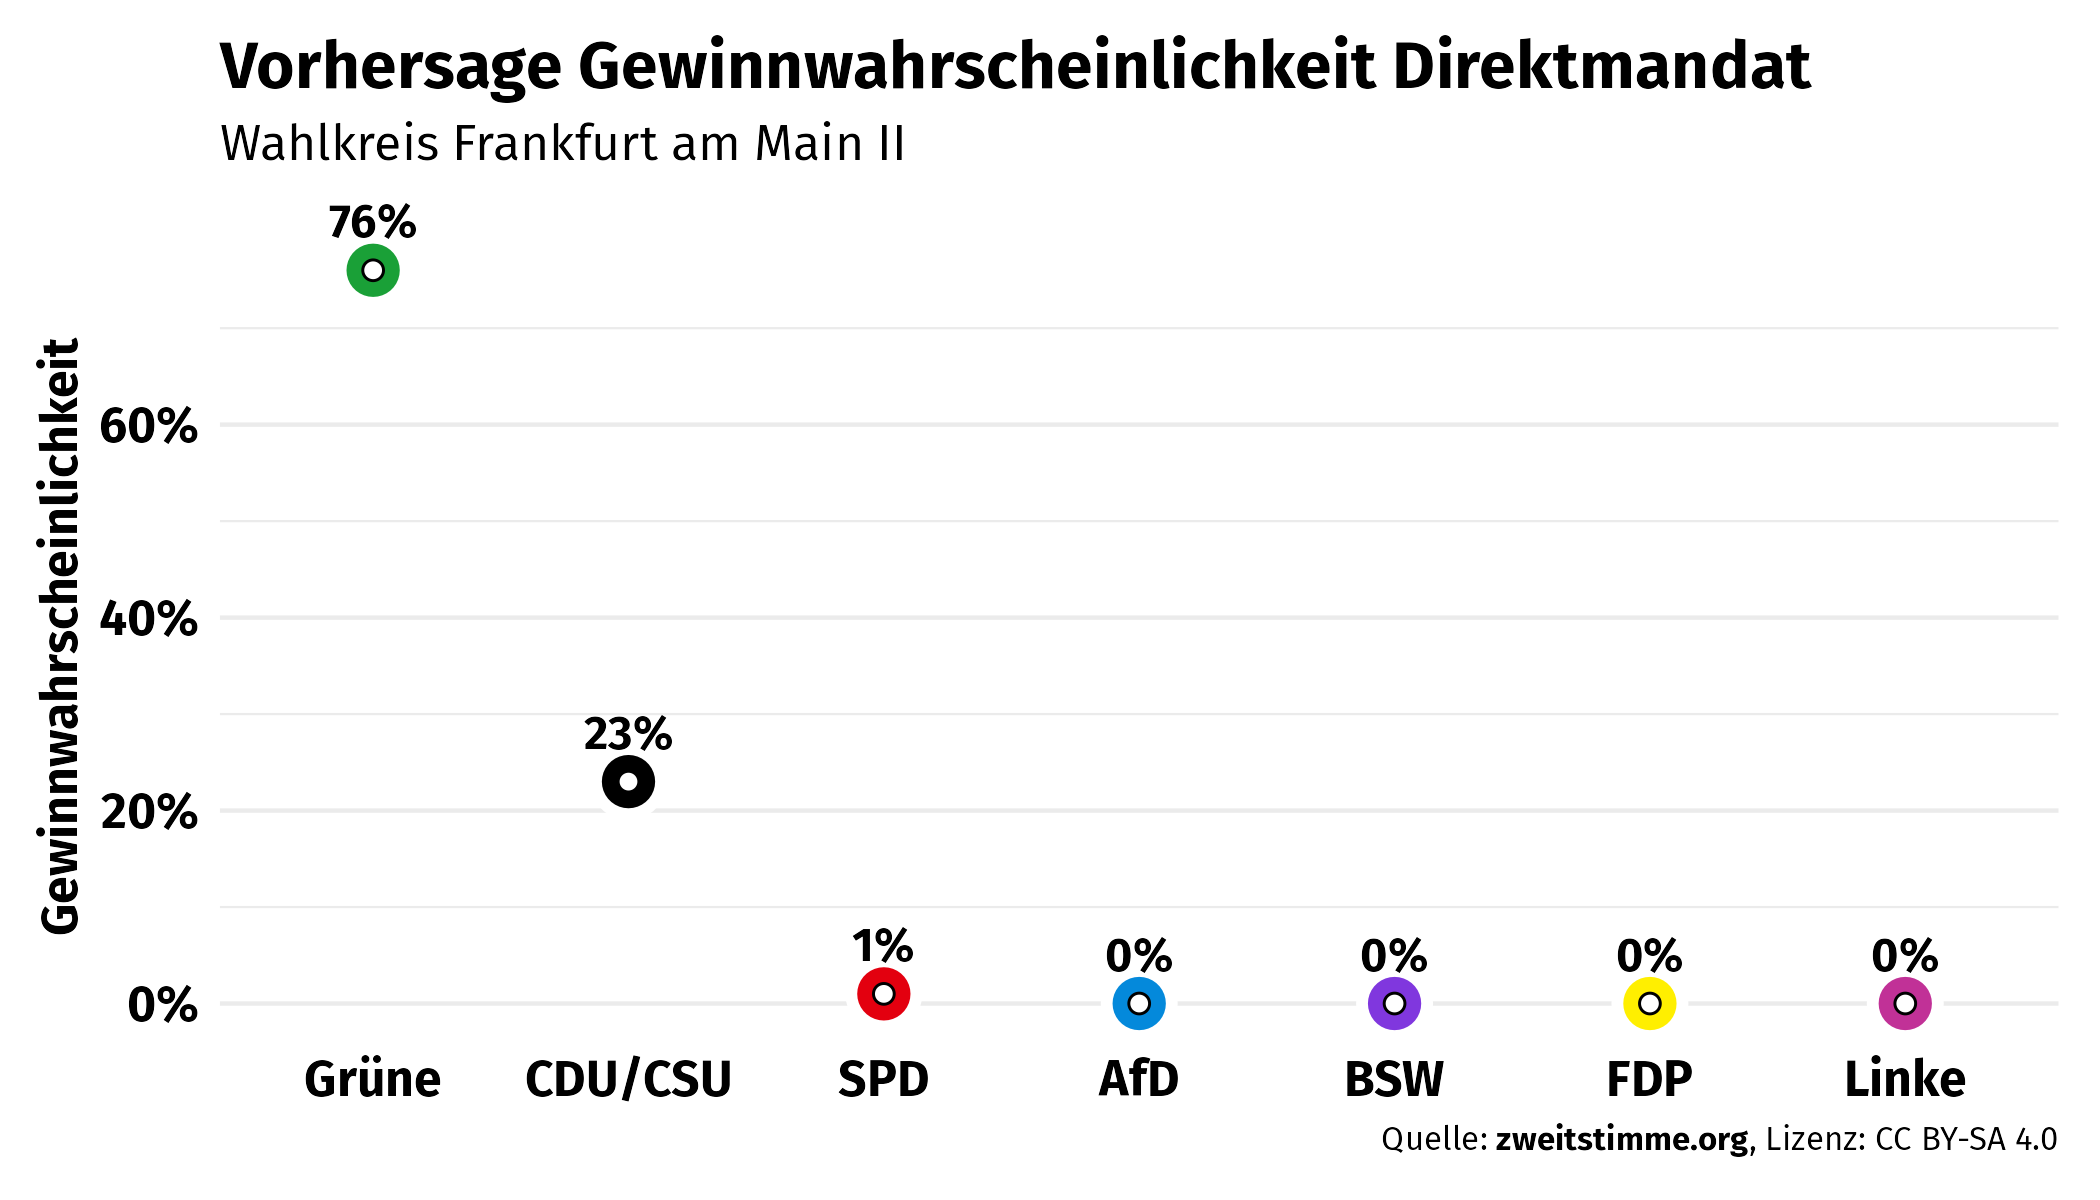 Vorhersage Gewinnwahrscheinlichkeit Direktmandat
Wahlkreis Frankfurt am Main II
76%
Gewinnwahrscheinlichkeit
60%
40%
23%
20%
1%
0%
0%
0%
0%
0%
Grüne
CDU/CSU
SPD
AfD
BSW
FDP
Linke
Quelle: zweitstimme.org, Lizenz: CC BY-SA 4.0